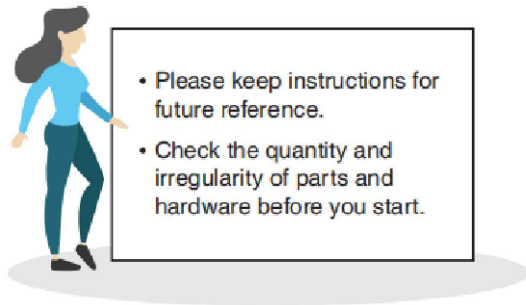 • Please keep instructions for
future reference.
• Check the quantity and
irregularity of parts and
hardware before you start.